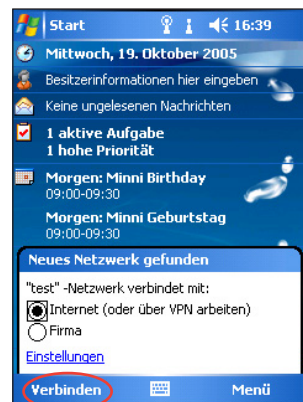 Start 16:39
Mittwoch, 19. Oktober 2005
Besitzerinformationen hier eingeben
Keine ungelesenen Nachrichten
1 aktive Aufgabe
1 hohe Priorität
Morgen: Minni Birthday
09:00-09:30
Morgen: Minni Geburtstag
09:00-09:30
Neues Netzwerk gefunden
"test" -Netzwerk verbindet mit:
Internet (oder über VPN arbeiten)
Firma
Einstellungen
Verbinden Menü